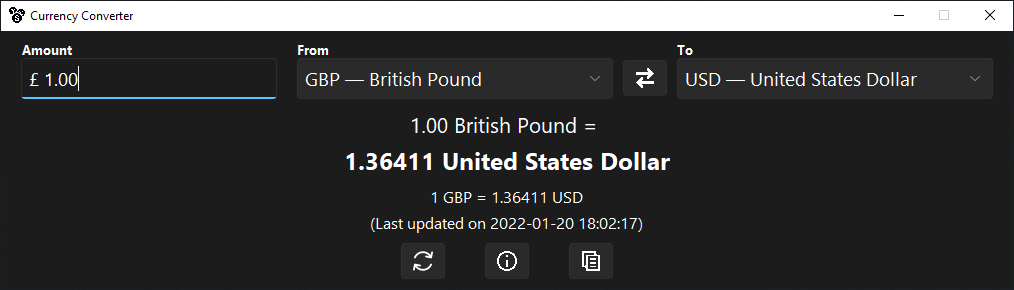 Currency Converter
Amount From To
£ 1.00 GBP — British Pound USD — United States Dollar
1.00 British Pound =
1.36411 United States Dollar
1 GBP = 1.36411 USD
(Last updated on 2022-01-20 18:02:17)